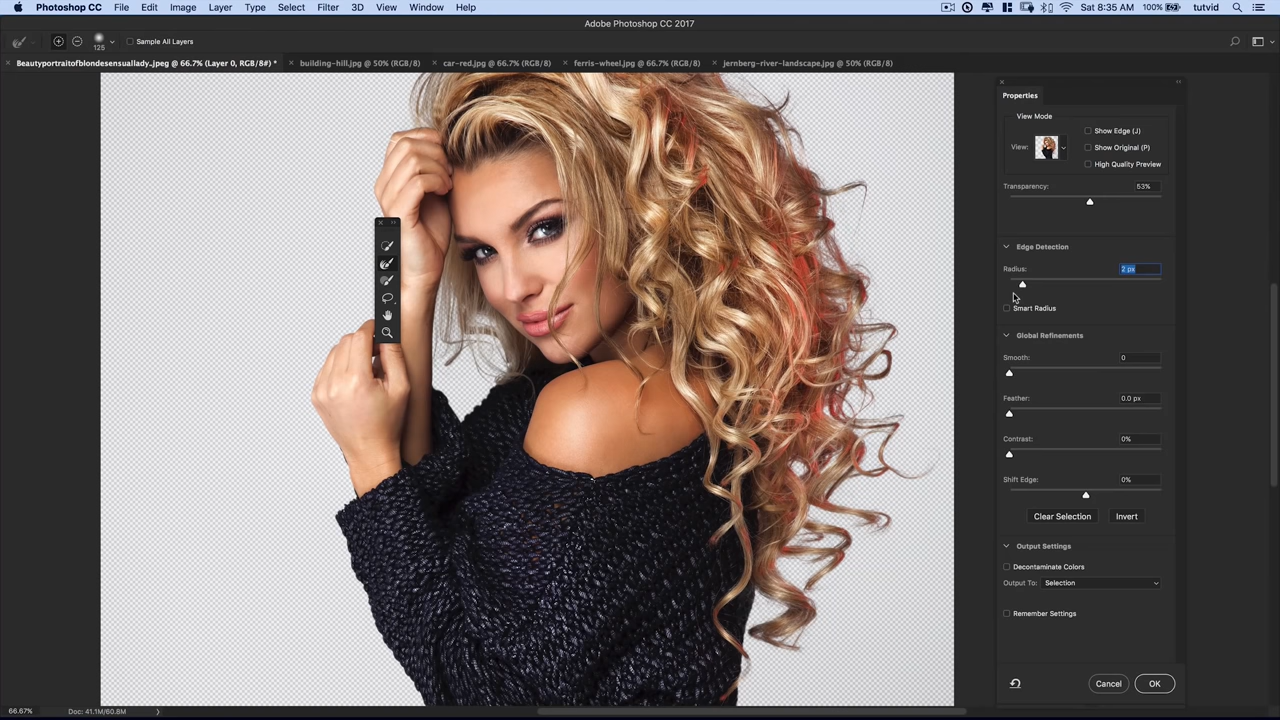 Photoshop CC File Edit Image Layer Type Select Filter 3D View Window Help 100% Sat 8:35 AM tutvid
Adobe Photoshop CC 2017
125 Sample All Layers
Beautyportraitofblondesensuallady..jpeg @ 66.7% (Layer 0, RGB/8#) * building-hill.jpg @ 50% (RGB/8) car-red.jpg @ 66.7% (RGB/8) ferris-wheel.jpg @ 66.7% (RGB/8) jernberg-river-landscape.jpg @ 50% (RGB/8)
Properties
View Mode
Show Edge (J)
View: Show Original (P)
High Quality Preview
Transparency: 53%
Edge Detection
Radius: 2 px
Smart Radius
Global Refinements
Smooth: 0
Feather: 0.0 px
Contrast: 0%
Shift Edge: 0%
Clear Selection Invert
Output Settings
Decontaminate Colors
Output To: Selection
Remember Settings
Cancel OK
66.67% Doc: 41.1M/60.8M